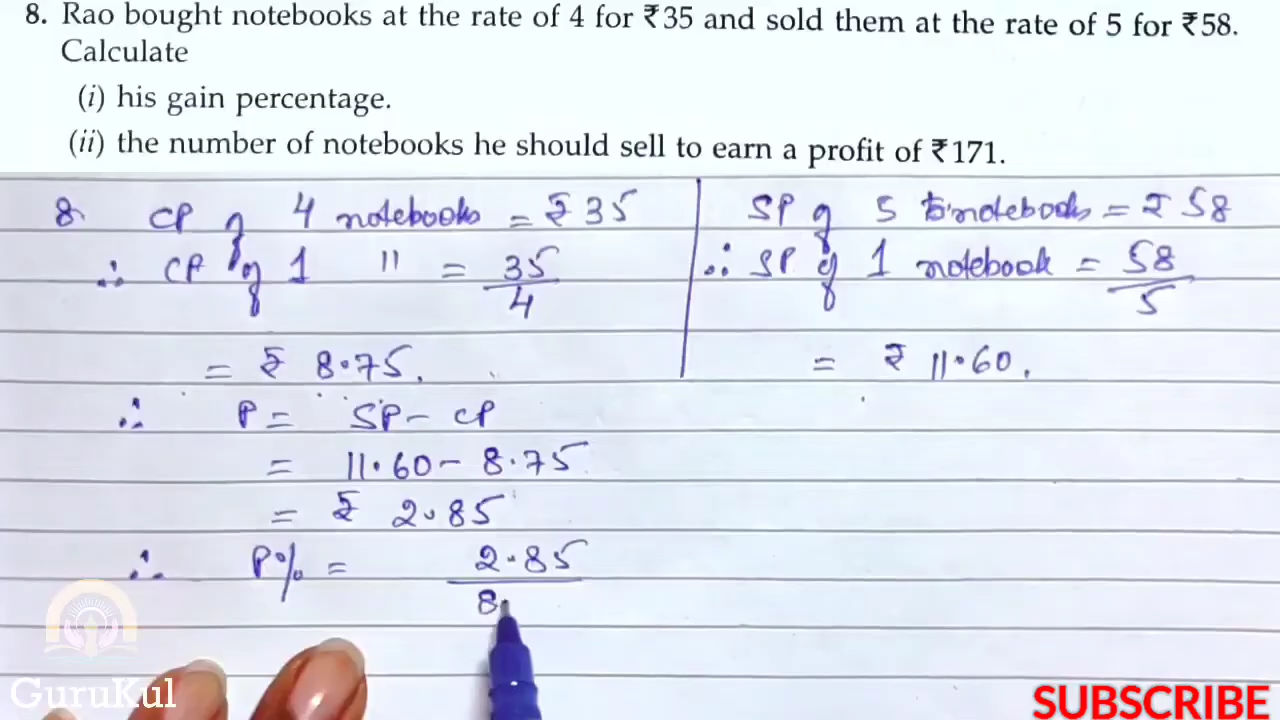 8. Rao bought notebooks at the rate of 4 for ₹35 and sold them at the rate of 5 for ₹58.
Calculate
(i) his gain percentage.
(ii) the number of notebooks he should sell to earn a profit of ₹171.
8. CP of 4 notebooks = ₹ 35
∴ CP of 1 " = 35/4
= ₹ 8.75.
SP of 5 notebooks = ₹ 58
∴ SP of 1 notebook = 58/5
= ₹ 11.60.
∴ P = SP - CP
= 11.60 - 8.75
= ₹ 2.85
∴ P% = 2.85
8.
GuruKul
SUBSCRIBE